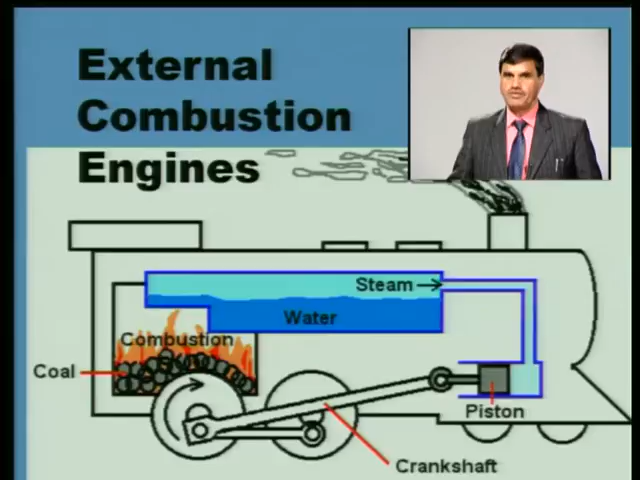 External
Combustion
Engines
Steam
Water
Combustion
Coal
Piston
Crankshaft